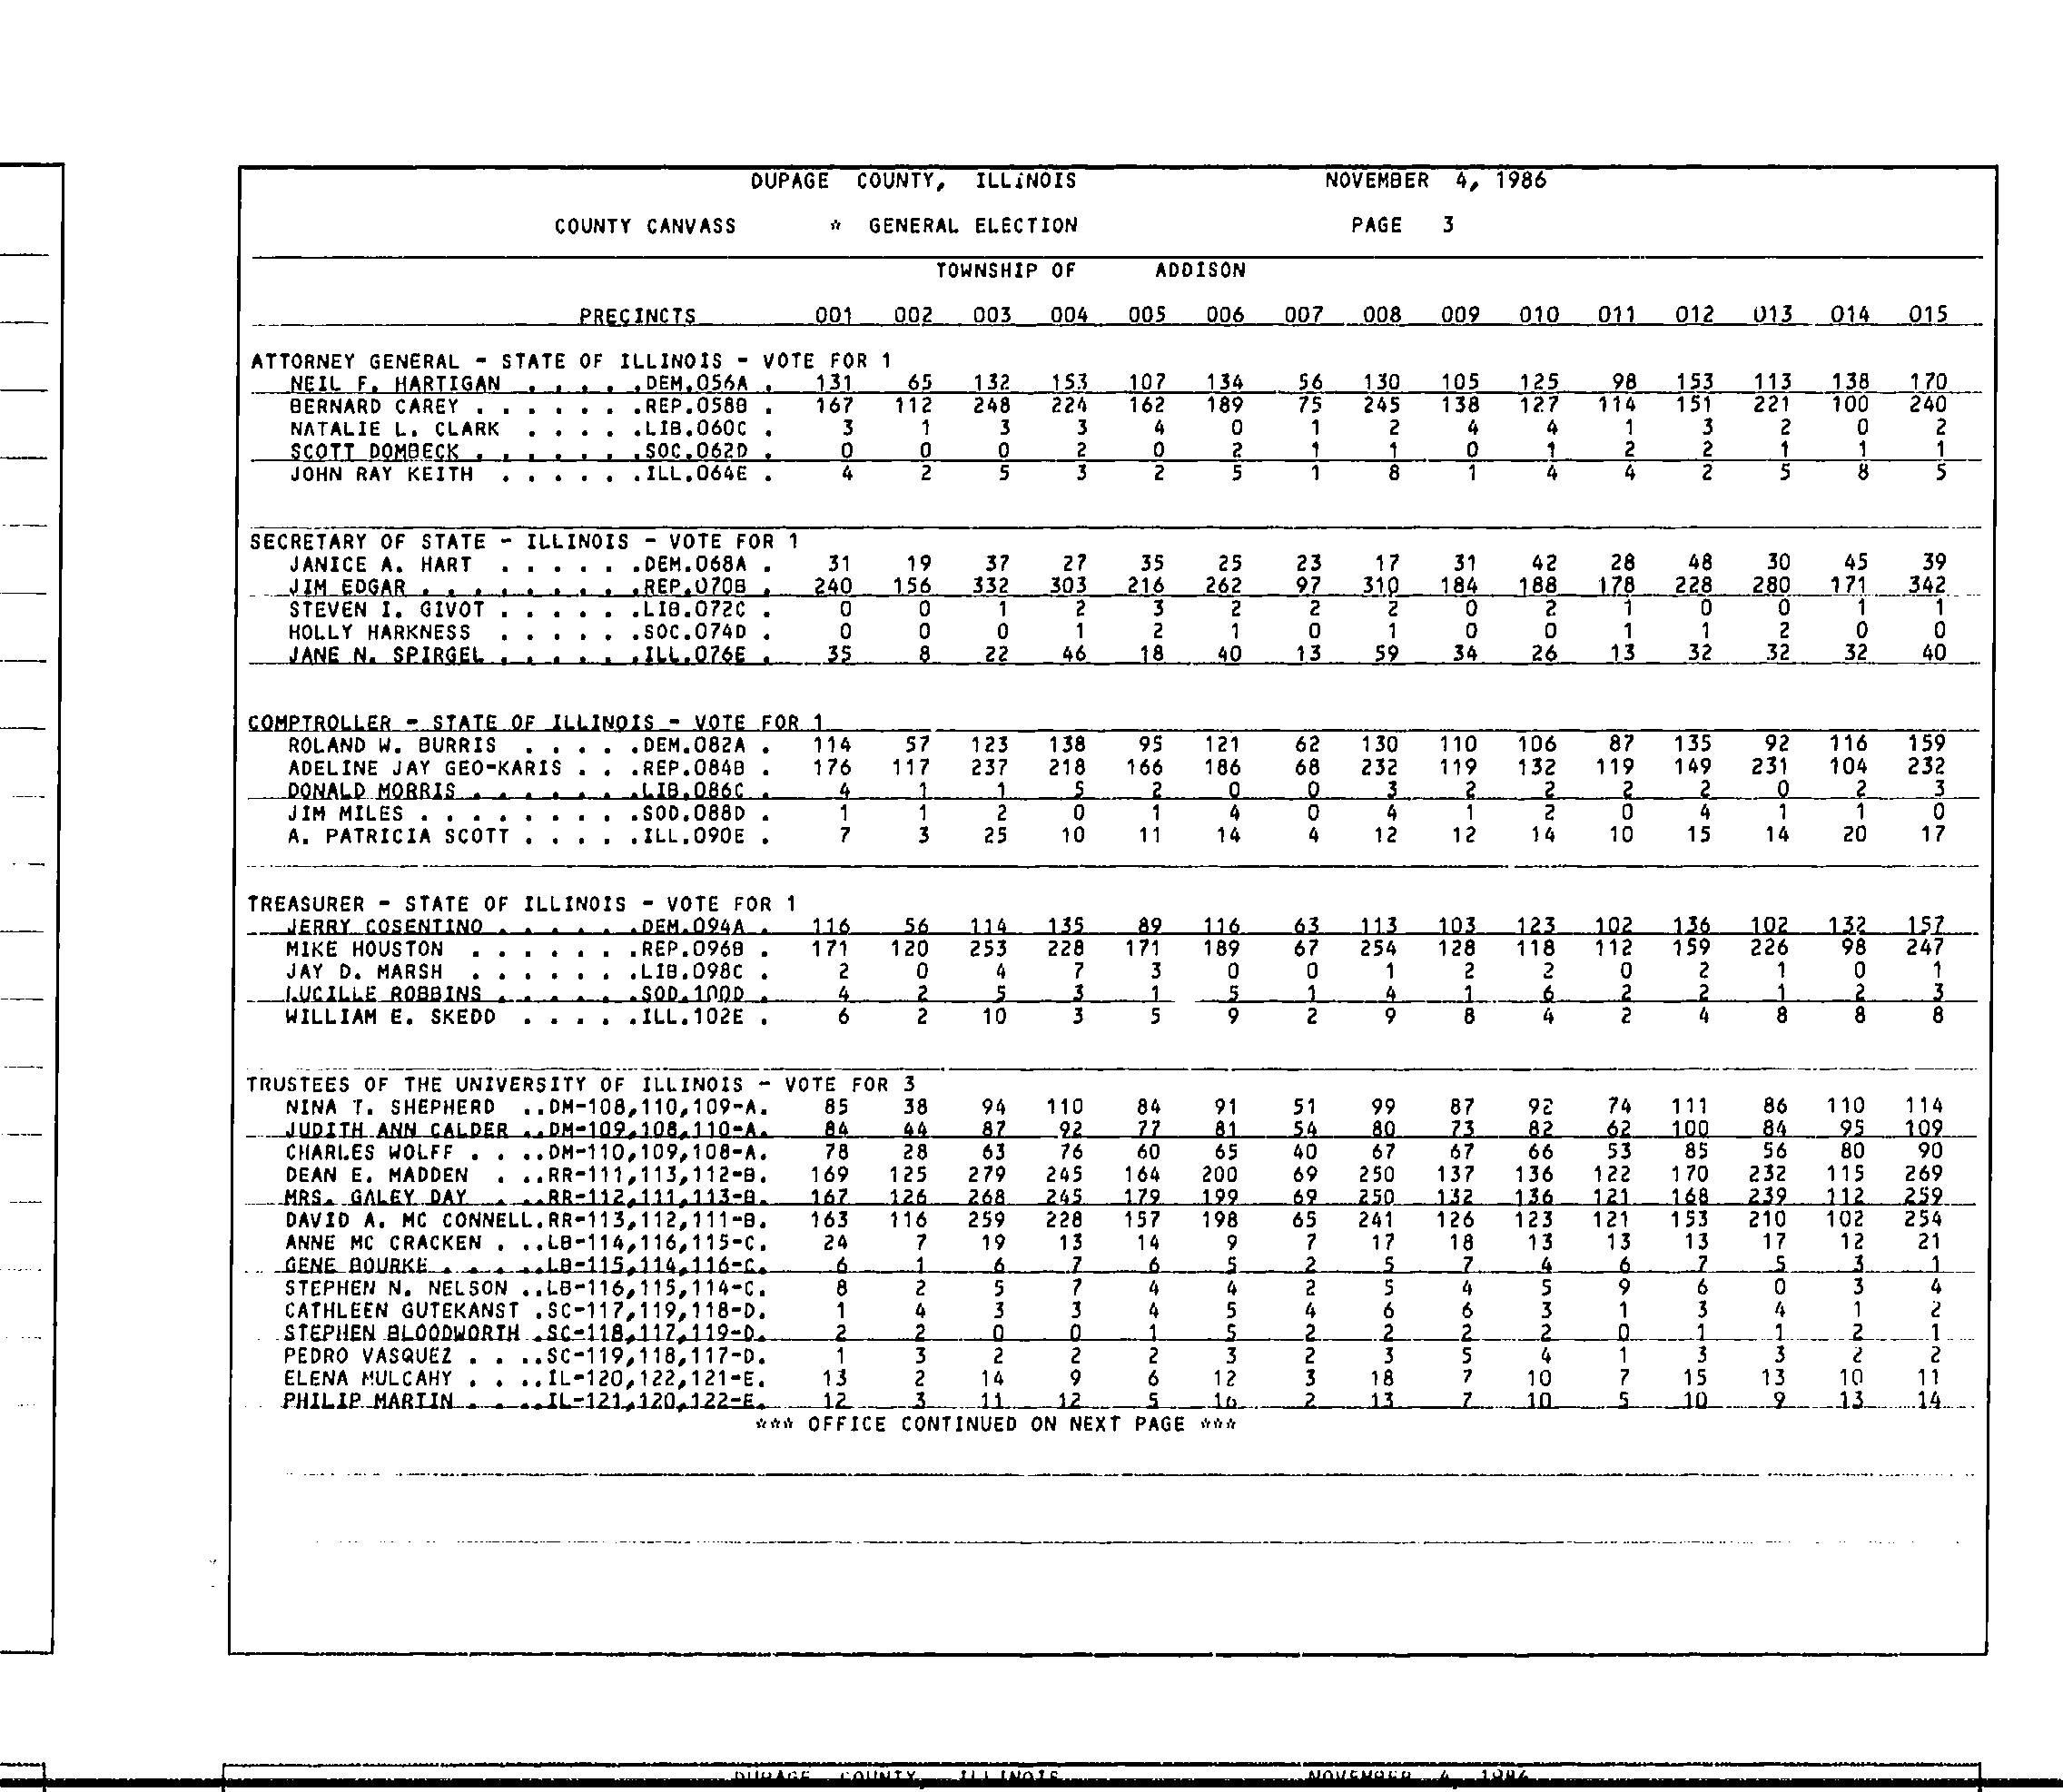 DUPAGE COUNTY, ILLINOIS NOVEMBER 4, 1986
COUNTY CANVASS * GENERAL ELECTION PAGE 3
TOWNSHIP OF ADDISON
PRECINCTS 001 002 003 004 005 006 007 008 009 010 011 012 013 014 015
ATTORNEY GENERAL - STATE OF ILLINOIS - VOTE FOR 1
NEIL F. HARTIGAN . . . . . .DEM.056A . 131 65 132 153 107 134 56 130 105 125 98 153 113 138 170
BERNARD CAREY . . . . . . .REP.058B . 167 112 248 224 162 189 75 245 138 127 114 151 221 100 240
NATALIE L. CLARK . . . . .LIB.060C . 3 1 3 3 4 0 1 2 4 4 1 3 2 0 2
SCOTT DOMBECK . . . . . . .SOC.062D . 0 0 0 2 0 2 1 1 0 1 2 2 1 1 1
JOHN RAY KEITH . . . . . .ILL.064E . 4 2 5 3 2 5 1 8 1 4 4 2 5 8 5
SECRETARY OF STATE - ILLINOIS - VOTE FOR 1
JANICE A. HART . . . . . .DEM.068A . 31 19 37 27 35 25 23 17 31 42 28 48 30 45 39
JIM EDGAR . . . . . . . . .REP.070B . 240 156 332 303 216 262 97 310 184 188 178 228 280 171 342
STEVEN I. GIVOT . . . . . .LIB.072C . 0 0 1 2 3 2 2 2 0 2 1 0 0 1 1
HOLLY HARKNESS . . . . . .SOC.074D . 0 0 0 1 2 1 0 1 0 0 1 1 2 0 0
JANE N. SPIRGEL . . . . . .ILL.076E . 35 8 22 46 18 40 13 59 34 26 13 32 32 32 40
COMPTROLLER - STATE OF ILLINOIS - VOTE FOR 1
ROLAND W. BURRIS . . . . .DEM.082A . 114 57 123 138 95 121 62 130 110 106 87 135 92 116 159
ADELINE JAY GEO-KARIS . . .REP.084B . 176 117 237 218 166 186 68 232 119 132 119 149 231 104 232
DONALD MORRIS . . . . . . .LIB.086C . 4 1 1 5 2 0 0 3 2 2 2 2 0 2 3
JIM MILES . . . . . . . . .SOD.088D . 1 1 2 0 1 4 0 4 1 2 0 4 1 1 0
A. PATRICIA SCOTT . . . . .ILL.090E . 7 3 25 10 11 14 4 12 12 14 10 15 14 20 17
TREASURER - STATE OF ILLINOIS - VOTE FOR 1
JERRY COSENTINO . . . . . .DEM.094A . 116 56 114 135 89 116 63 113 103 123 102 136 102 132 157
MIKE HOUSTON . . . . . . .REP.096B . 171 120 253 228 171 189 67 254 128 118 112 159 226 98 247
JAY D. MARSH . . . . . . .LIB.098C . 2 0 4 7 3 0 0 1 2 2 0 2 1 0 1
LUCILLE ROBBINS . . . . . .SOD.100D . 4 2 5 3 1 5 1 4 1 6 2 2 1 2 3
WILLIAM E. SKEDD . . . . .ILL.102E . 6 2 10 3 5 9 2 9 8 4 2 4 8 8 8
TRUSTEES OF THE UNIVERSITY OF ILLINOIS - VOTE FOR 3
NINA T. SHEPHERD ..DM-108,110,109-A. 85 38 94 110 84 91 51 99 87 92 74 111 86 110 114
JUDITH ANN CALDER ..DM-109,108,110-A. 84 44 87 92 77 81 54 80 73 82 62 100 84 95 109
CHARLES WOLFF . . ..DM-110,109,108-A. 78 28 63 76 60 65 40 67 67 66 53 85 56 80 90
DEAN E. MADDEN . ..RR-111,113,112-B. 169 125 279 245 164 200 69 250 137 136 122 170 232 115 269
MRS. GALEY DAY . ..RR-112,111,113-B. 167 126 268 245 179 199 69 250 132 136 121 168 239 112 259
DAVID A. MC CONNELL.RR-113,112,111-B. 163 116 259 228 157 198 65 241 126 123 121 153 210 102 254
ANNE MC CRACKEN . ..LB-114,116,115-C. 24 7 19 13 14 9 7 17 18 13 13 13 17 12 21
GENE BOURKE . . . ..LB-115,114,116-C. 6 1 6 7 6 5 2 5 7 4 6 7 5 3 1
STEPHEN N. NELSON ..LB-116,115,114-C. 8 2 5 7 4 4 2 5 4 5 9 6 0 3 4
CATHLEEN GUTEKANST .SC-117,119,118-D. 1 4 3 3 4 5 4 6 6 3 1 3 4 1 2
STEPHEN BLOODWORTH .SC-118,117,119-D. 2 2 0 0 1 5 2 2 2 2 0 1 1 2 1
PEDRO VASQUEZ . . ..SC-119,118,117-D. 1 3 2 2 2 3 2 3 5 4 1 3 3 2 2
ELENA MULCAHY . . ..IL-120,122,121-E. 13 2 14 9 6 12 3 18 7 10 7 15 13 10 11
PHILIP MARTIN . . ..IL-121,120,122-E. 12 3 11 12 5 16 2 13 7 10 5 10 9 13 14
*** OFFICE CONTINUED ON NEXT PAGE ***
DUPAGE COUNTY, ILLINOIS NOVEMBER 4, 1986